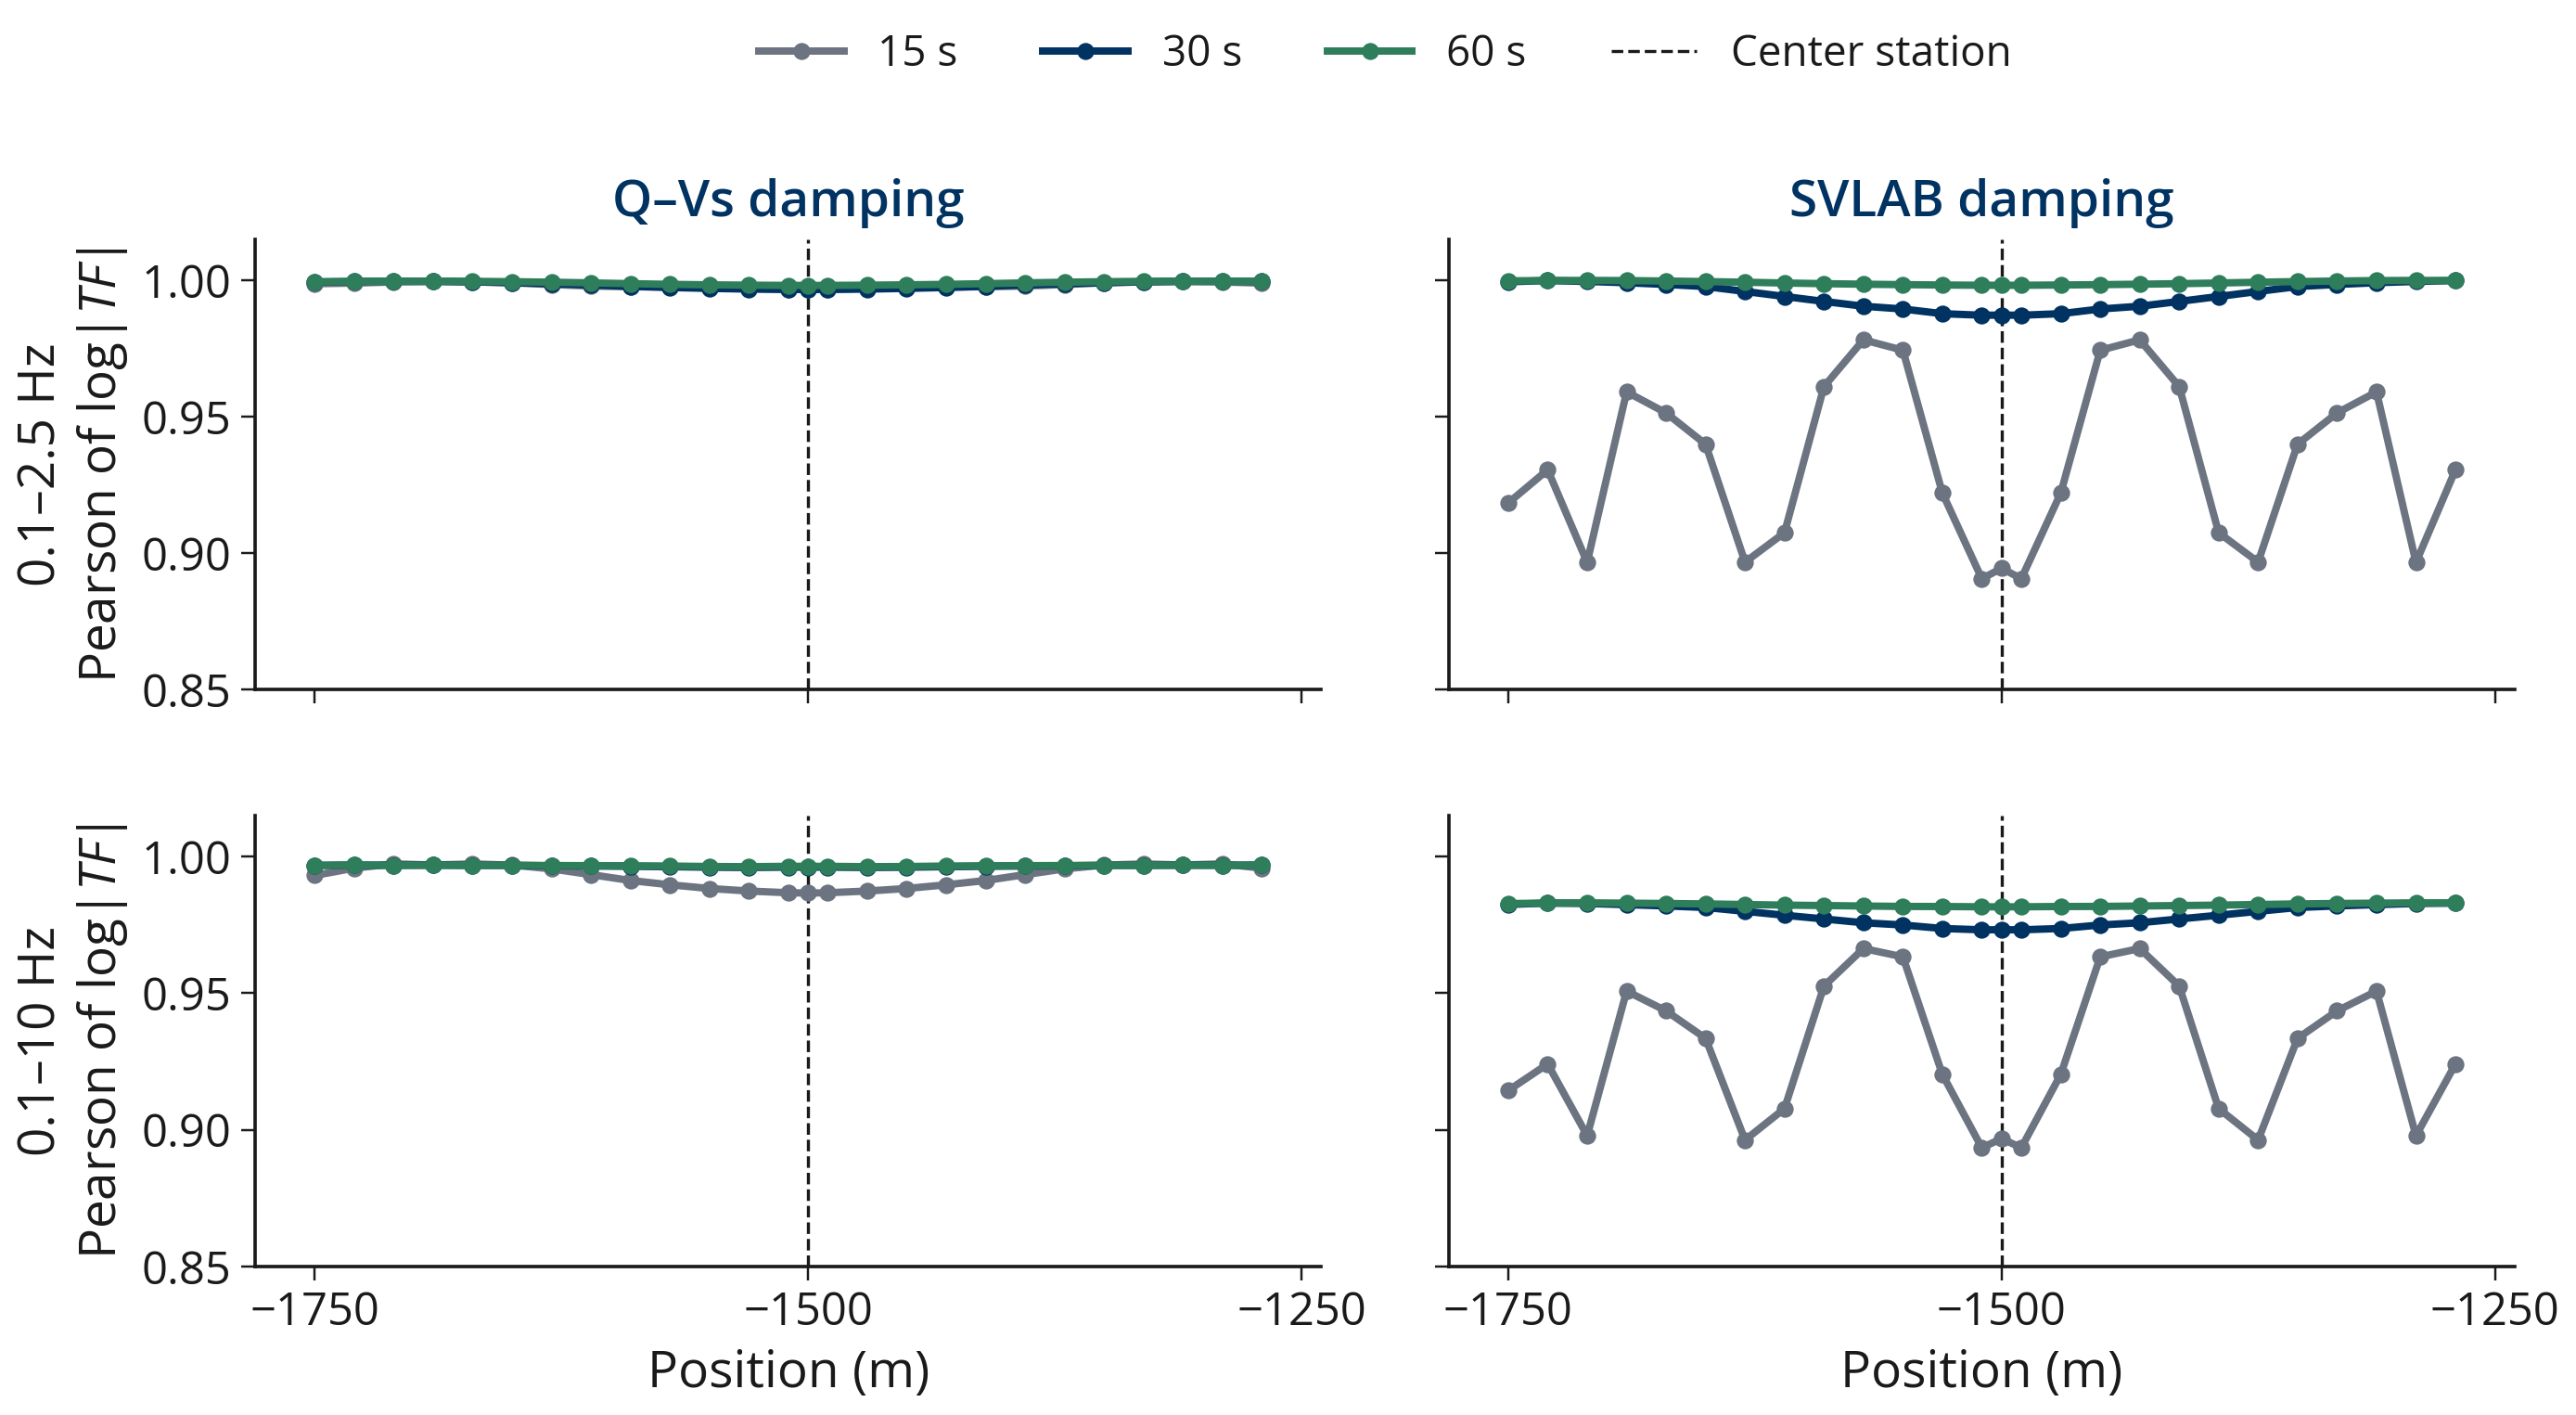 15 s
30 s
60 s
Center station
Q–Vs damping
SVLAB damping
0.1–2.5 Hz
Pearson of log|TF|
1.00
0.95
0.90
0.85
0.1–10 Hz
Pearson of log|TF|
1.00
0.95
0.90
0.85
−1750
−1500
−1250
−1750
−1500
−1250
Position (m)
Position (m)